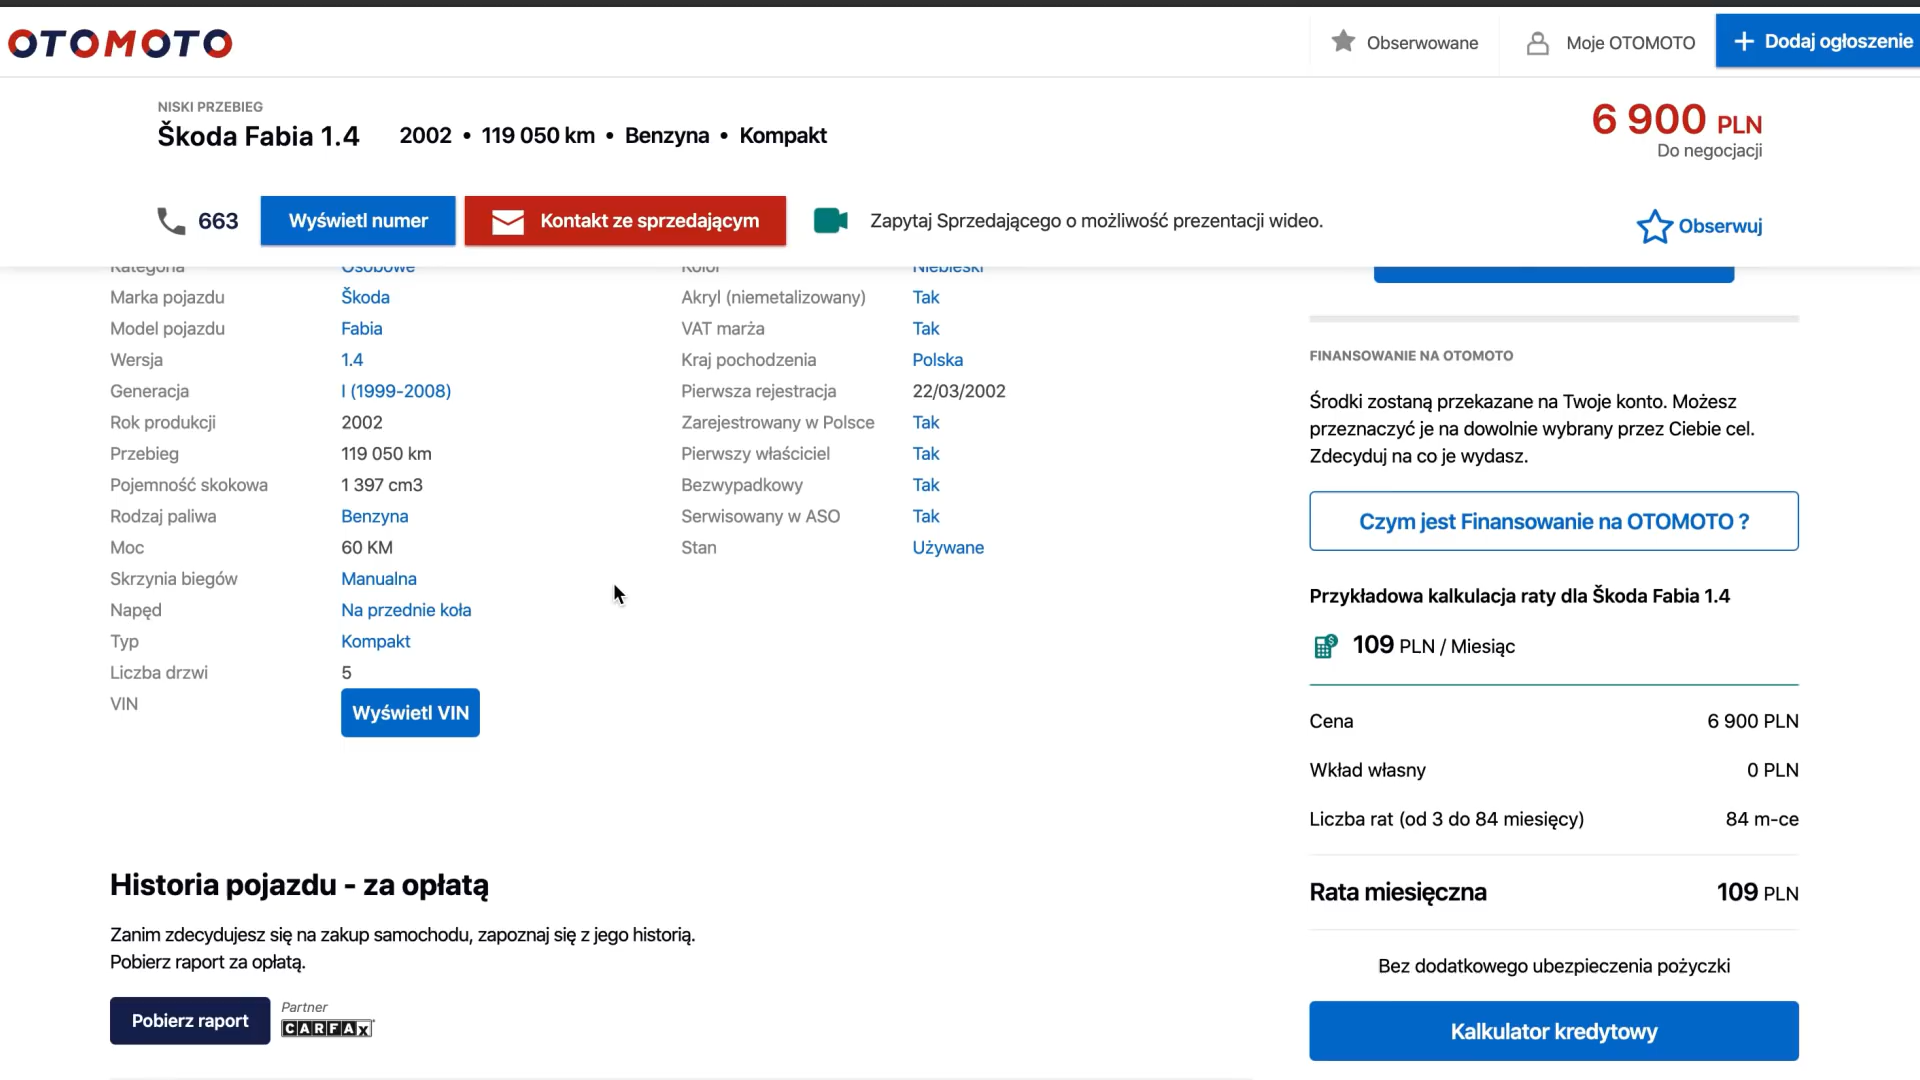 OTOMOTO
Obserwowane
Moje OTOMOTO
+ Dodaj ogłoszenie
NISKI PRZEBIEG
Škoda Fabia 1.4
2002 • 119 050 km • Benzyna • Kompakt
6 900 PLN
Do negocjacji
663
Wyświetl numer
Kontakt ze sprzedającym
Zapytaj Sprzedającego o możliwość prezentacji wideo.
Obserwuj
Kategoria Osobowe
Marka pojazdu Škoda
Model pojazdu Fabia
Wersja 1.4
Generacja I (1999-2008)
Rok produkcji 2002
Przebieg 119 050 km
Pojemność skokowa 1 397 cm3
Rodzaj paliwa Benzyna
Moc 60 KM
Skrzynia biegów Manualna
Napęd Na przednie koła
Typ Kompakt
Liczba drzwi 5
VIN Wyświetl VIN
Kolor Niebieski
Akryl (niemetalizowany) Tak
VAT marża Tak
Kraj pochodzenia Polska
Pierwsza rejestracja 22/03/2002
Zarejestrowany w Polsce Tak
Pierwszy właściciel Tak
Bezwypadkowy Tak
Serwisowany w ASO Tak
Stan Używane
Historia pojazdu - za opłatą
Zanim zdecydujesz się na zakup samochodu, zapoznaj się z jego historią.
Pobierz raport za opłatą.
Pobierz raport
Partner
CARFAX
FINANSOWANIE NA OTOMOTO
Środki zostaną przekazane na Twoje konto. Możesz
przeznaczyć je na dowolnie wybrany przez Ciebie cel.
Zdecyduj na co je wydasz.
Czym jest Finansowanie na OTOMOTO ?
Przykładowa kalkulacja raty dla Škoda Fabia 1.4
109 PLN / Miesiąc
Cena 6 900 PLN
Wkład własny 0 PLN
Liczba rat (od 3 do 84 miesięcy) 84 m-ce
Rata miesięczna 109 PLN
Bez dodatkowego ubezpieczenia pożyczki
Kalkulator kredytowy